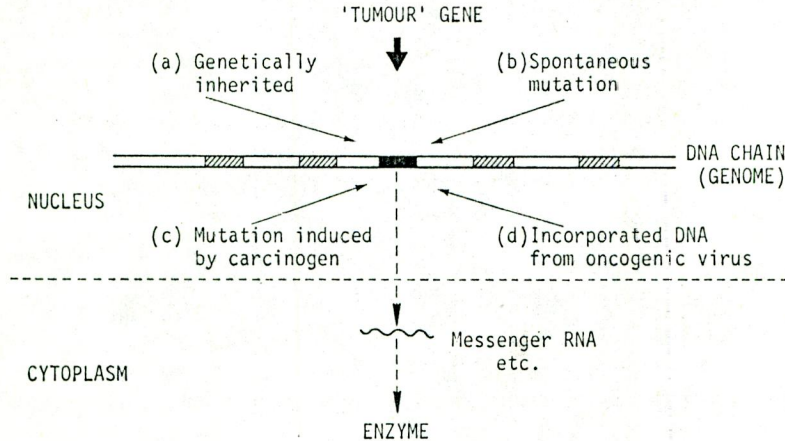 'TUMOUR' GENE
(a) Genetically
inherited
(b)Spontaneous
mutation
DNA CHAIN
(GENOME)
NUCLEUS
(c) Mutation induced
by carcinogen
(d)Incorporated DNA
from oncogenic virus
Messenger RNA
etc.
CYTOPLASM
ENZYME